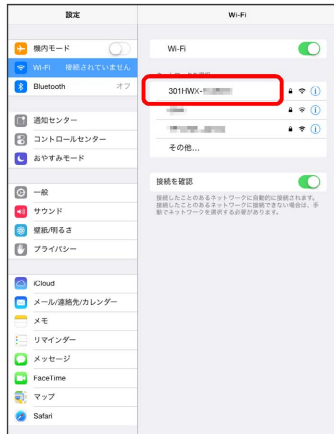 設定
機内モード
Wi-Fi 接続されていません
Bluetooth オフ
通知センター
コントロールセンター
おやすみモード
一般
サウンド
壁紙/明るさ
プライバシー
iCloud
メール/連絡先/カレンダー
メモ
リマインダー
メッセージ
FaceTime
マップ
Safari
Wi-Fi
Wi-Fi
301HWX-
その他...
接続を確認
接続したことのあるネットワークに自動的に接続されます。
接続したことのあるネットワークに接続できない場合は、手
動でネットワークを選択する必要があります。